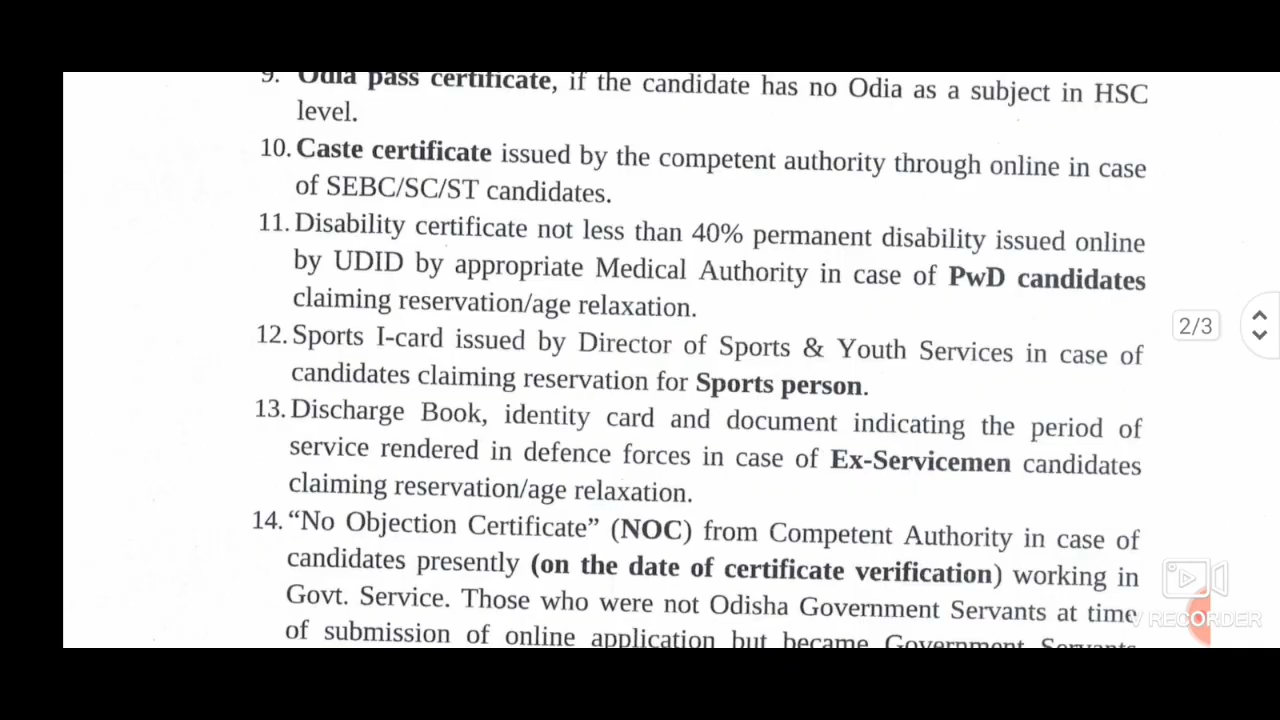 9. Odia pass certificate, if the candidate has no Odia as a subject in HSC
level.
10. Caste certificate issued by the competent authority through online in case
of SEBC/SC/ST candidates.
11. Disability certificate not less than 40% permanent disability issued online
by UDID by appropriate Medical Authority in case of PwD candidates
claiming reservation/age relaxation.
12. Sports I-card issued by Director of Sports & Youth Services in case of
candidates claiming reservation for Sports person.
13. Discharge Book, identity card and document indicating the period of
service rendered in defence forces in case of Ex-Servicemen candidates
claiming reservation/age relaxation.
14. “No Objection Certificate” (NOC) from Competent Authority in case of
candidates presently (on the date of certificate verification) working in
Govt. Service. Those who were not Odisha Government Servants at time
of submission of online application but became Government Servants
2/3
V RECORDER